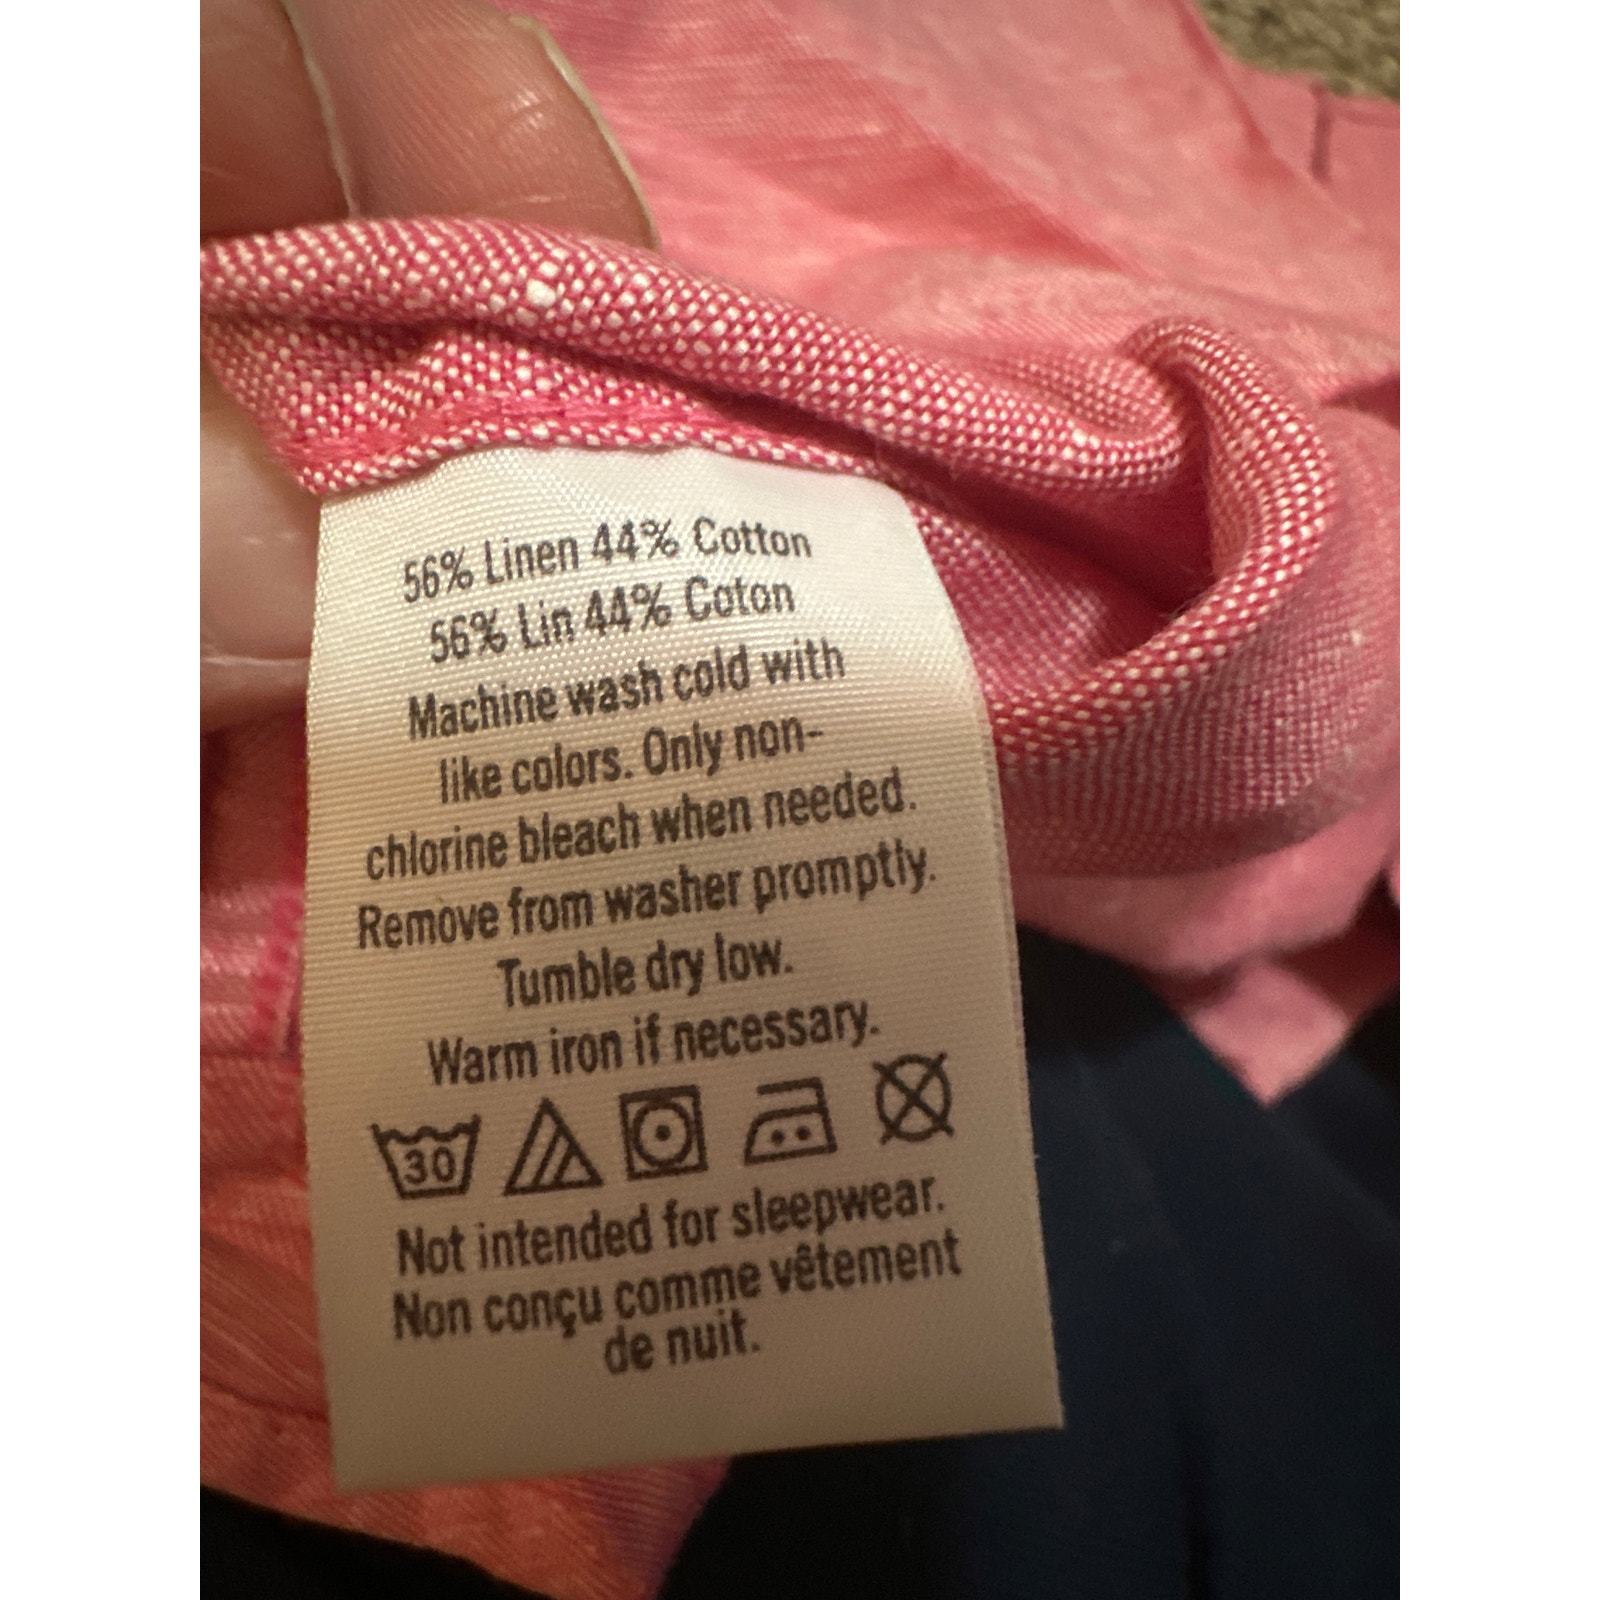 56% Linen 44% Cotton
56% Lin 44% Coton
Machine wash cold with
like colors. Only non-
chlorine bleach when needed.
Remove from washer promptly.
Tumble dry low.
Warm iron if necessary.
30
Not intended for sleepwear.
Non conçu comme vêtement
de nuit.